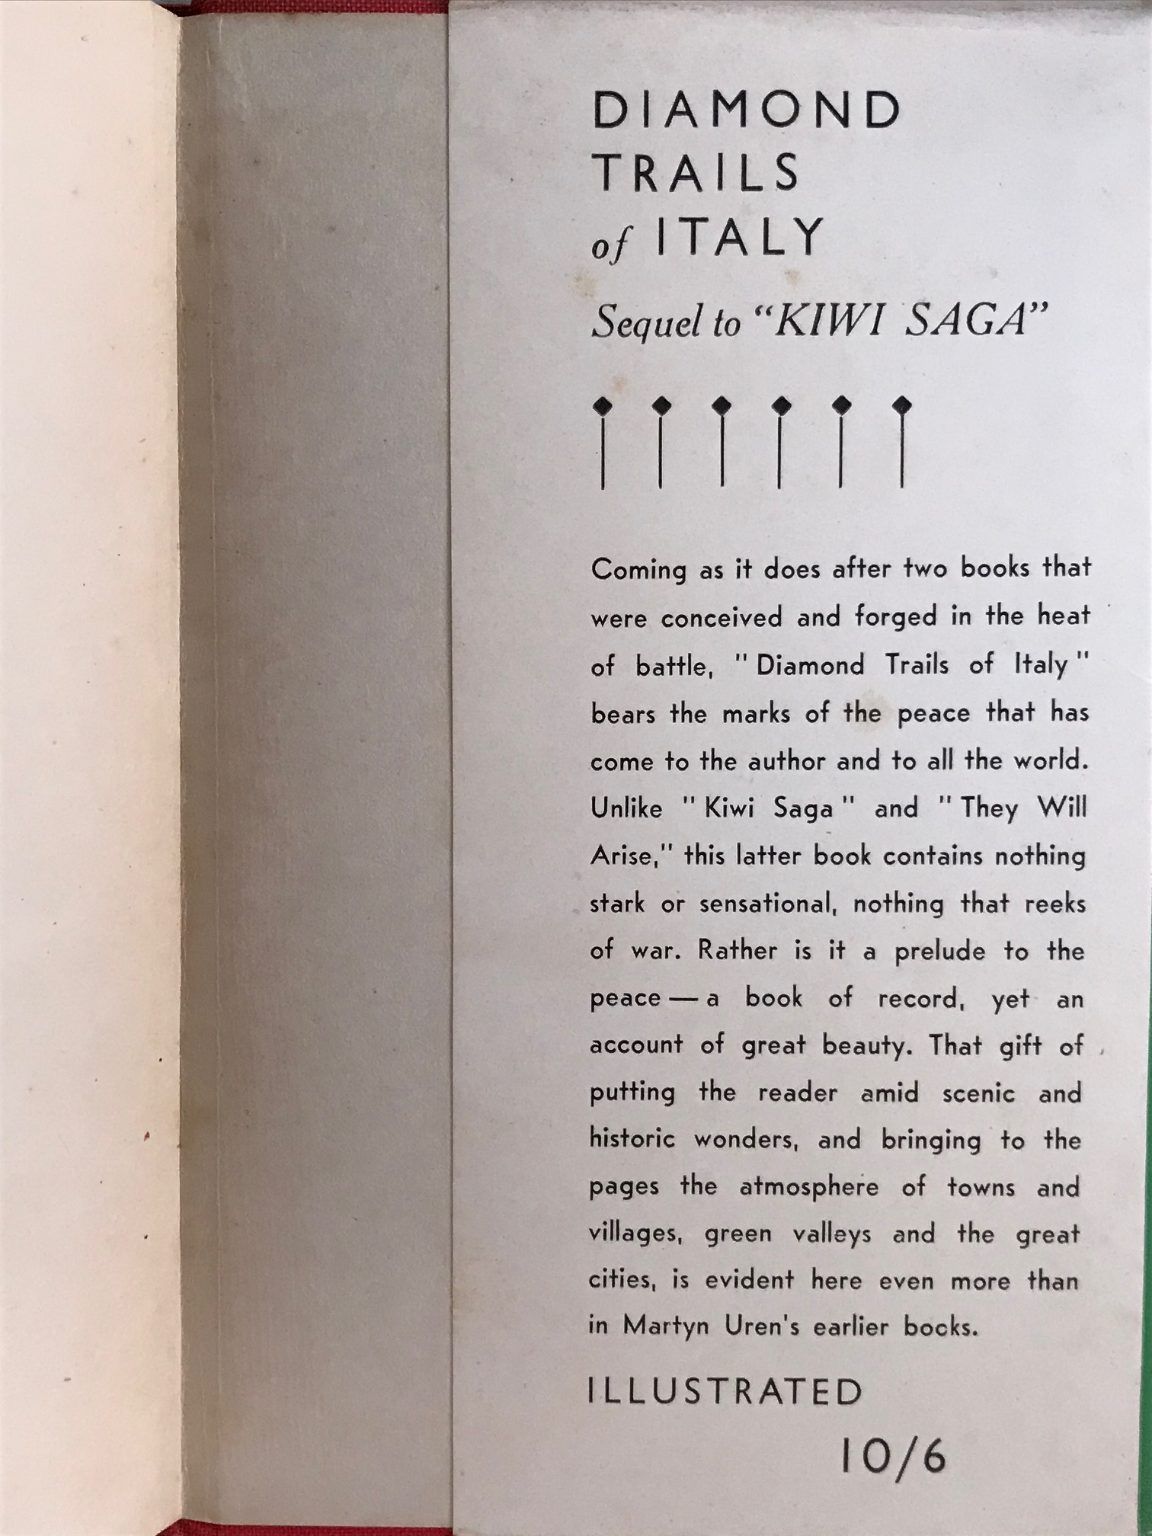 DIAMOND
TRAILS
of ITALY
Sequel to “KIWI SAGA”
Coming as it does after two books that
were conceived and forged in the heat
of battle, "Diamond Trails of Italy"
bears the marks of the peace that has
come to the author and to all the world.
Unlike "Kiwi Saga" and "They Will
Arise," this latter book contains nothing
stark or sensational, nothing that reeks
of war. Rather is it a prelude to the
peace — a book of record, yet an
account of great beauty. That gift of
putting the reader amid scenic and
historic wonders, and bringing to the
pages the atmosphere of towns and
villages, green valleys and the great
cities, is evident here even more than
in Martyn Uren's earlier bocks.
ILLUSTRATED
10/6